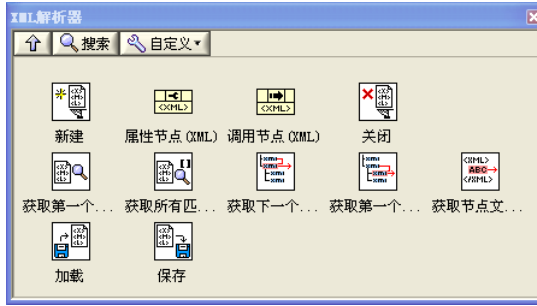 XML解析器
搜索 自定义
新建 属性节点(XML) 调用节点(XML) 关闭
获取第一个... 获取所有匹... 获取下一个... 获取第一个... 获取节点文...
加载 保存